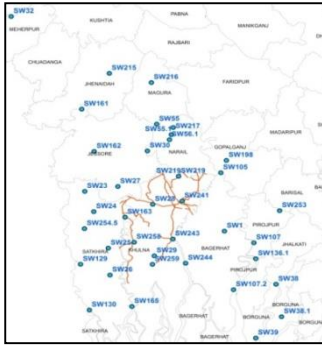 SW32
MEHERPUR
KUSHTIA
PABNA
MANIKGANJ
RAJBARI
CHUADANGA
SW215
SW216
JHENAIDAH
MAGURA
FARIDPUR
SW161
SW55
SW217
SW56.1
MADARIPUR
SW162
JESSORE
SW30
NARAIL
GOPALGANJ
SW198
SW105
SW219
SW23
SW27
BARISAL
SW24
SW28
SW241
SW253
SW163
SW254.5
SW1
PIROJPUR
SW243
SW107
JHALKATI
SATKHIRA
SW258
KHULNA
BAGERHAT
SW136.1
SW129
SW29
SW259
SW244
SW26
PIROJPUR
SW107.2
SW38
BORGUNA
SW130
SW165
BAGERHAT
SW38.1
BORGUNA
SATKHIRA
BAGERHAT
SW39